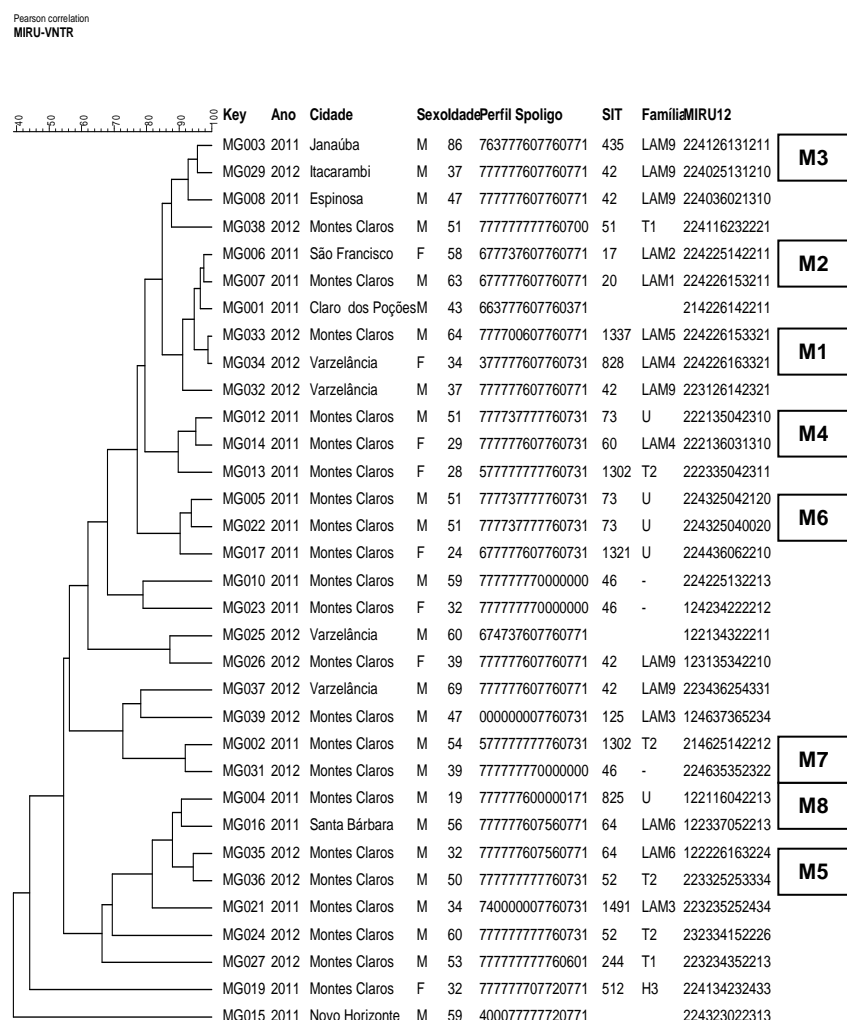 Pearson correlation
MIRU-VNTR
40 50 60 70 80 90 100 Key Ano Cidade SexoIdadePerfil Spoligo SIT FamíliaMIRU12
MG003 2011 Janaúba M 86 763777607760771 435 LAM9 224126131211
M3
MG029 2012 Itacarambi M 37 777777607760771 42 LAM9 224025131210
MG008 2011 Espinosa M 47 777777607760771 42 LAM9 224036021310
MG038 2012 Montes Claros M 51 777777777760700 51 T1 224116232221
MG006 2011 São Francisco F 58 677737607760771 17 LAM2 224225142211
M2
MG007 2011 Montes Claros M 63 677777607760771 20 LAM1 224226153211
MG001 2011 Claro dos PoçõesM 43 663777607760371 214226142211
MG033 2012 Montes Claros M 64 777700607760771 1337 LAM5 224226153321
M1
MG034 2012 Varzelância F 34 377777607760731 828 LAM4 224226163321
MG032 2012 Varzelância M 37 777777607760771 42 LAM9 223126142321
MG012 2011 Montes Claros M 51 777737777760731 73 U 222135042310
M4
MG014 2011 Montes Claros F 29 777777607760731 60 LAM4 222136031310
MG013 2011 Montes Claros F 28 577777777760731 1302 T2 222335042311
MG005 2011 Montes Claros M 51 777737777760731 73 U 224325042120
M6
MG022 2011 Montes Claros M 51 777737777760731 73 U 224325040020
MG017 2011 Montes Claros F 24 677777607760731 1321 U 224436062210
MG010 2011 Montes Claros M 59 777777770000000 46 - 224225132213
MG023 2011 Montes Claros F 32 777777770000000 46 - 124234222212
MG025 2012 Varzelância M 60 674737607760771 122134322211
MG026 2012 Montes Claros F 39 777777607760771 42 LAM9 123135342210
MG037 2012 Varzelância M 69 777777607760771 42 LAM9 223436254331
MG039 2012 Montes Claros M 47 000000007760731 125 LAM3 124637365234
MG002 2011 Montes Claros M 54 577777777760731 1302 T2 214625142212
M7
MG031 2012 Montes Claros M 39 777777770000000 46 - 224635352322
MG004 2011 Montes Claros M 19 777777600000171 825 U 122116042213
M8
MG016 2011 Santa Bárbara M 56 777777607560771 64 LAM6 122337052213
MG035 2012 Montes Claros M 32 777777607560771 64 LAM6 122226163224
M5
MG036 2012 Montes Claros M 50 777777777760731 52 T2 223325253334
MG021 2011 Montes Claros M 34 740000007760731 1491 LAM3 223235252434
MG024 2012 Montes Claros M 60 777777777760731 52 T2 232334152226
MG027 2012 Montes Claros M 53 777777777760601 244 T1 223234352213
MG019 2011 Montes Claros F 32 777777707720771 512 H3 224134232433
MG015 2011 Novo Horizonte M 59 400077777720771 224323022313